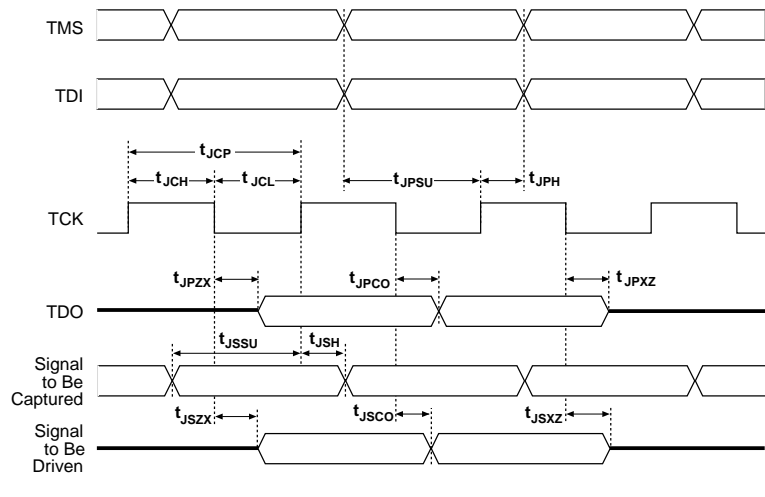 TMS
TDI
tJCP
tJCH
tJCL
tJPSU
tJPH
TCK
tJPZX
tJPCO
tJPXZ
TDO
tJSSU
tJSH
Signal
to Be
Captured
tJSZX
tJSCO
tJSXZ
Signal
to Be
Driven